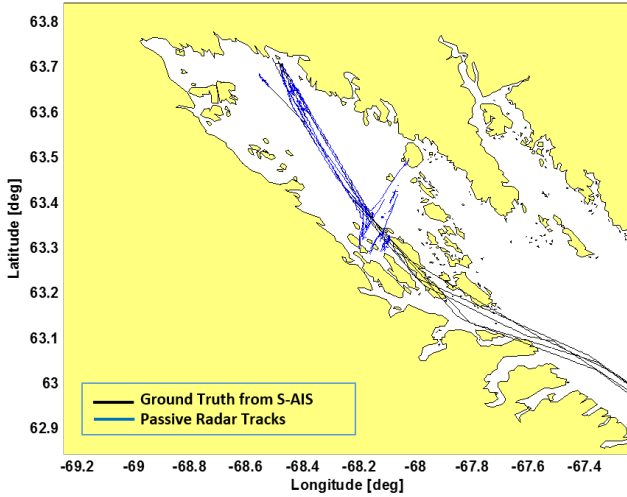 63.8
63.7
63.6
63.5
63.4
63.3
63.2
63.1
63
62.9
Latitude [deg]
Ground Truth from S-AIS
Passive Radar Tracks
-69.2 -69 -68.8 -68.6 -68.4 -68.2 -68 -67.8 -67.6 -67.4
Longitude [deg]